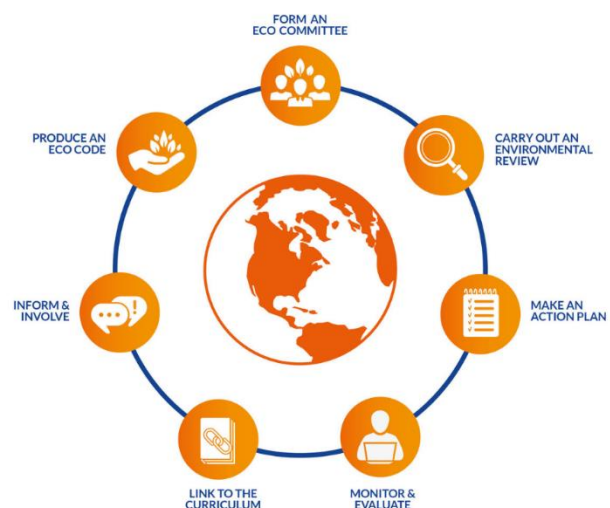 FORM AN
ECO COMMITTEE
CARRY OUT AN
ENVIRONMENTAL
REVIEW
MAKE AN
ACTION PLAN
MONITOR &
EVALUATE
LINK TO THE
CURRICULUM
INFORM &
INVOLVE
PRODUCE AN
ECO CODE